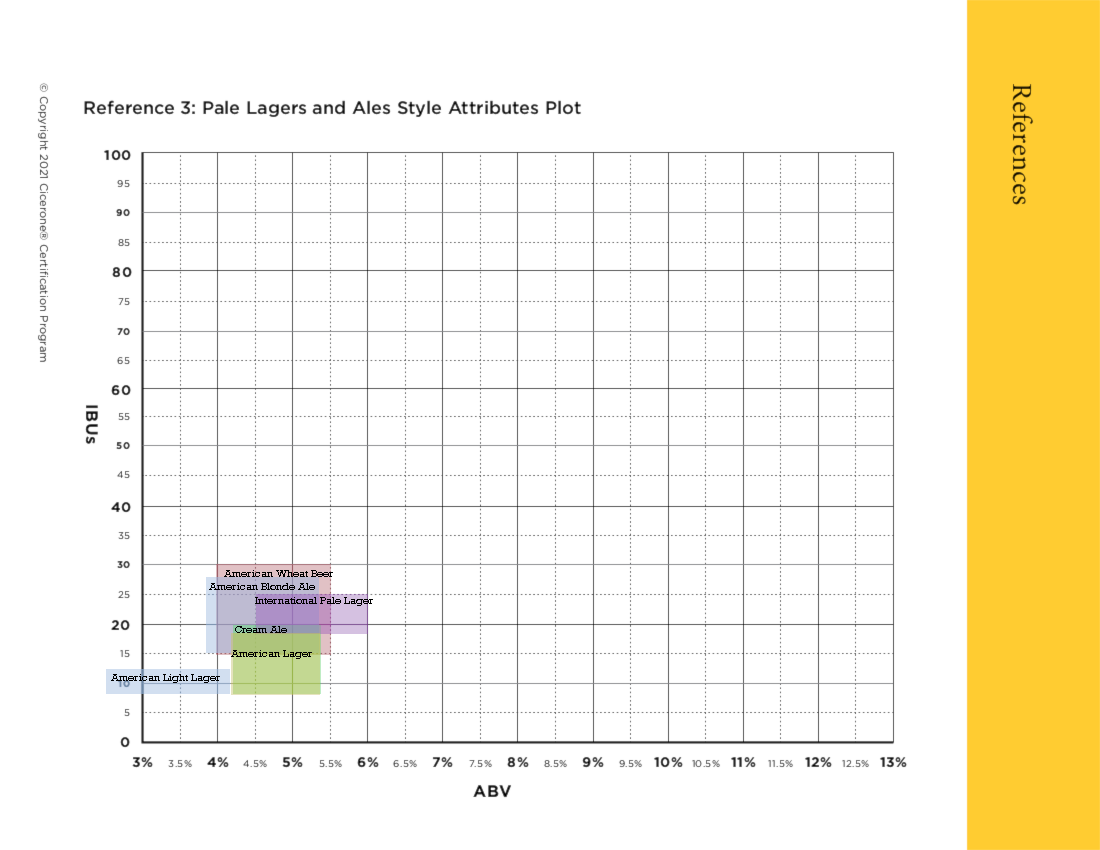 References
© Copyright 2021 Cicerone® Certification Program
Reference 3: Pale Lagers and Ales Style Attributes Plot
100
95
90
85
80
75
70
65
60
55
50
45
40
35
30
25
20
15
10
5
0
IBUs
American Wheat Beer
American Blonde Ale
International Pale Lager
Cream Ale
American Lager
American Light Lager
3% 3.5% 4% 4.5% 5% 5.5% 6% 6.5% 7% 7.5% 8% 8.5% 9% 9.5% 10% 10.5% 11% 11.5% 12% 12.5% 13%
ABV